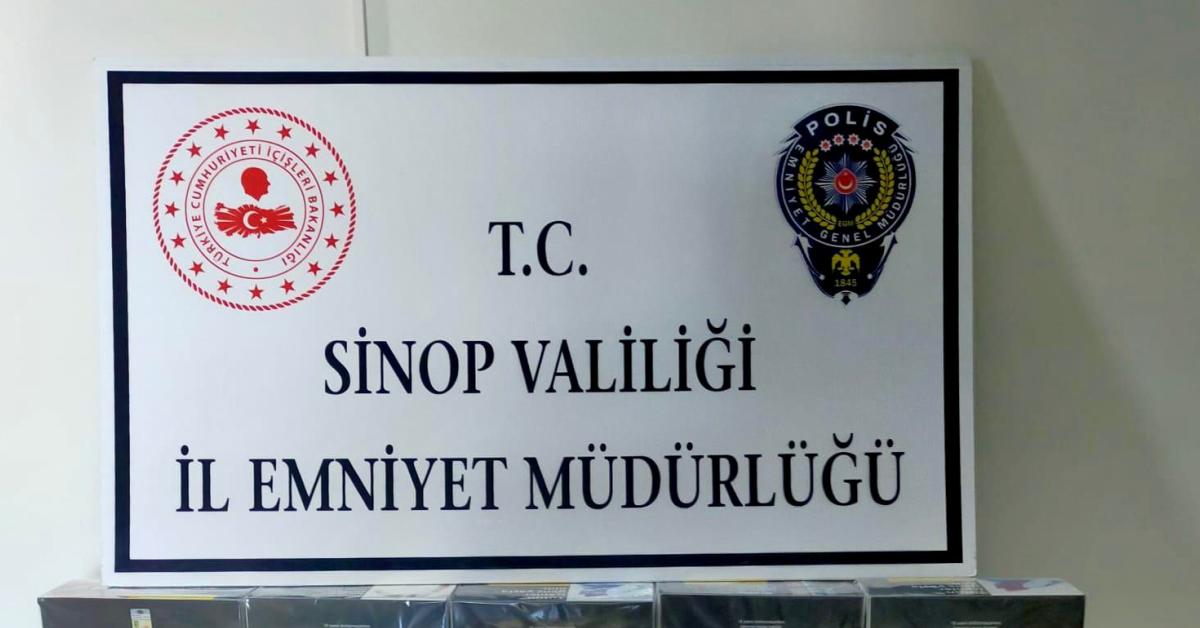 TÜRKİYE CUMHURİYETİ İÇİŞLERİ BAKANLIĞI
POLİS
EMNİYET GENEL MÜDÜRLÜĞÜ
EGM
1845
T.C.
SİNOP VALİLİĞİ
İL EMNİYET MÜDÜRLÜĞÜ